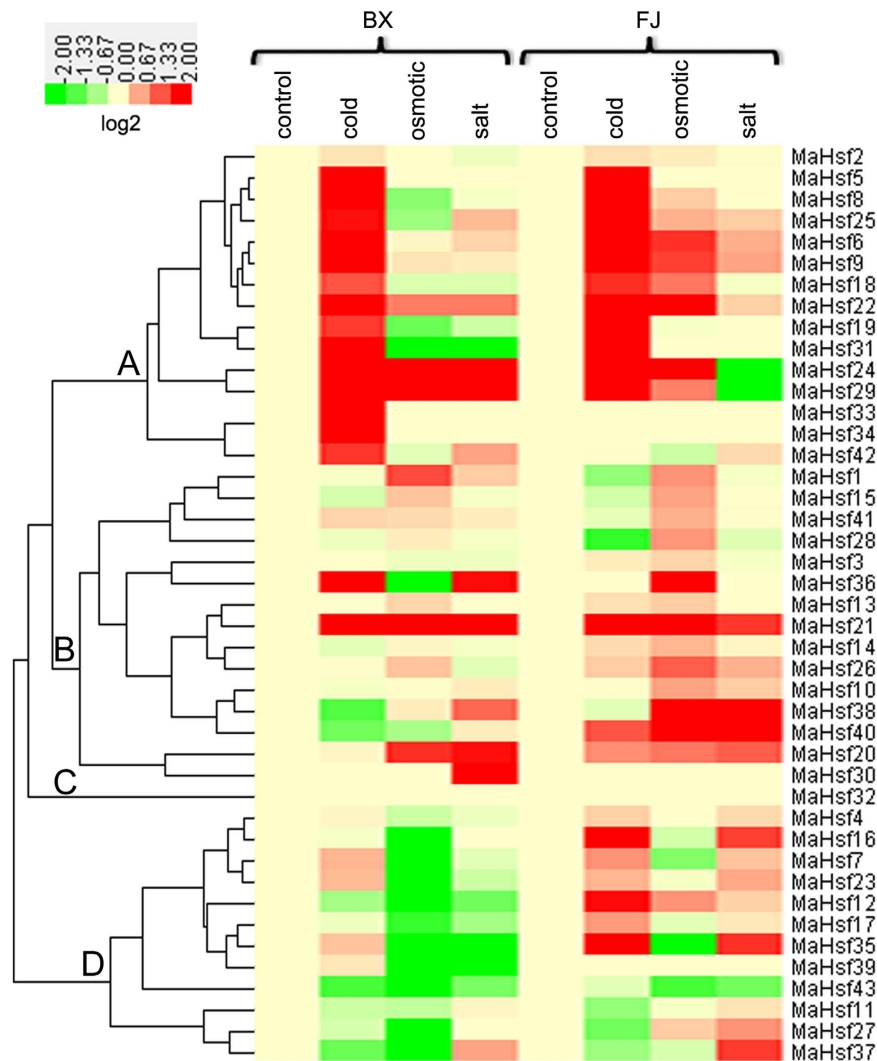 BX FJ
-2.00
-1.33
-0.67
0.00
0.67
1.33
2.00
log2
control cold osmotic salt control cold osmotic salt
MaHsf2
MaHsf5
MaHsf8
MaHsf25
MaHsf6
MaHsf9
MaHsf18
MaHsf22
MaHsf19
MaHsf31
A MaHsf24
MaHsf29
MaHsf33
MaHsf34
MaHsf42
MaHsf1
MaHsf15
MaHsf41
MaHsf28
MaHsf3
MaHsf36
MaHsf13
MaHsf21
B MaHsf14
MaHsf26
MaHsf10
MaHsf38
MaHsf40
MaHsf20
C MaHsf30
MaHsf32
MaHsf4
MaHsf16
MaHsf7
MaHsf23
MaHsf12
MaHsf17
MaHsf35
D MaHsf39
MaHsf43
MaHsf11
MaHsf27
MaHsf37